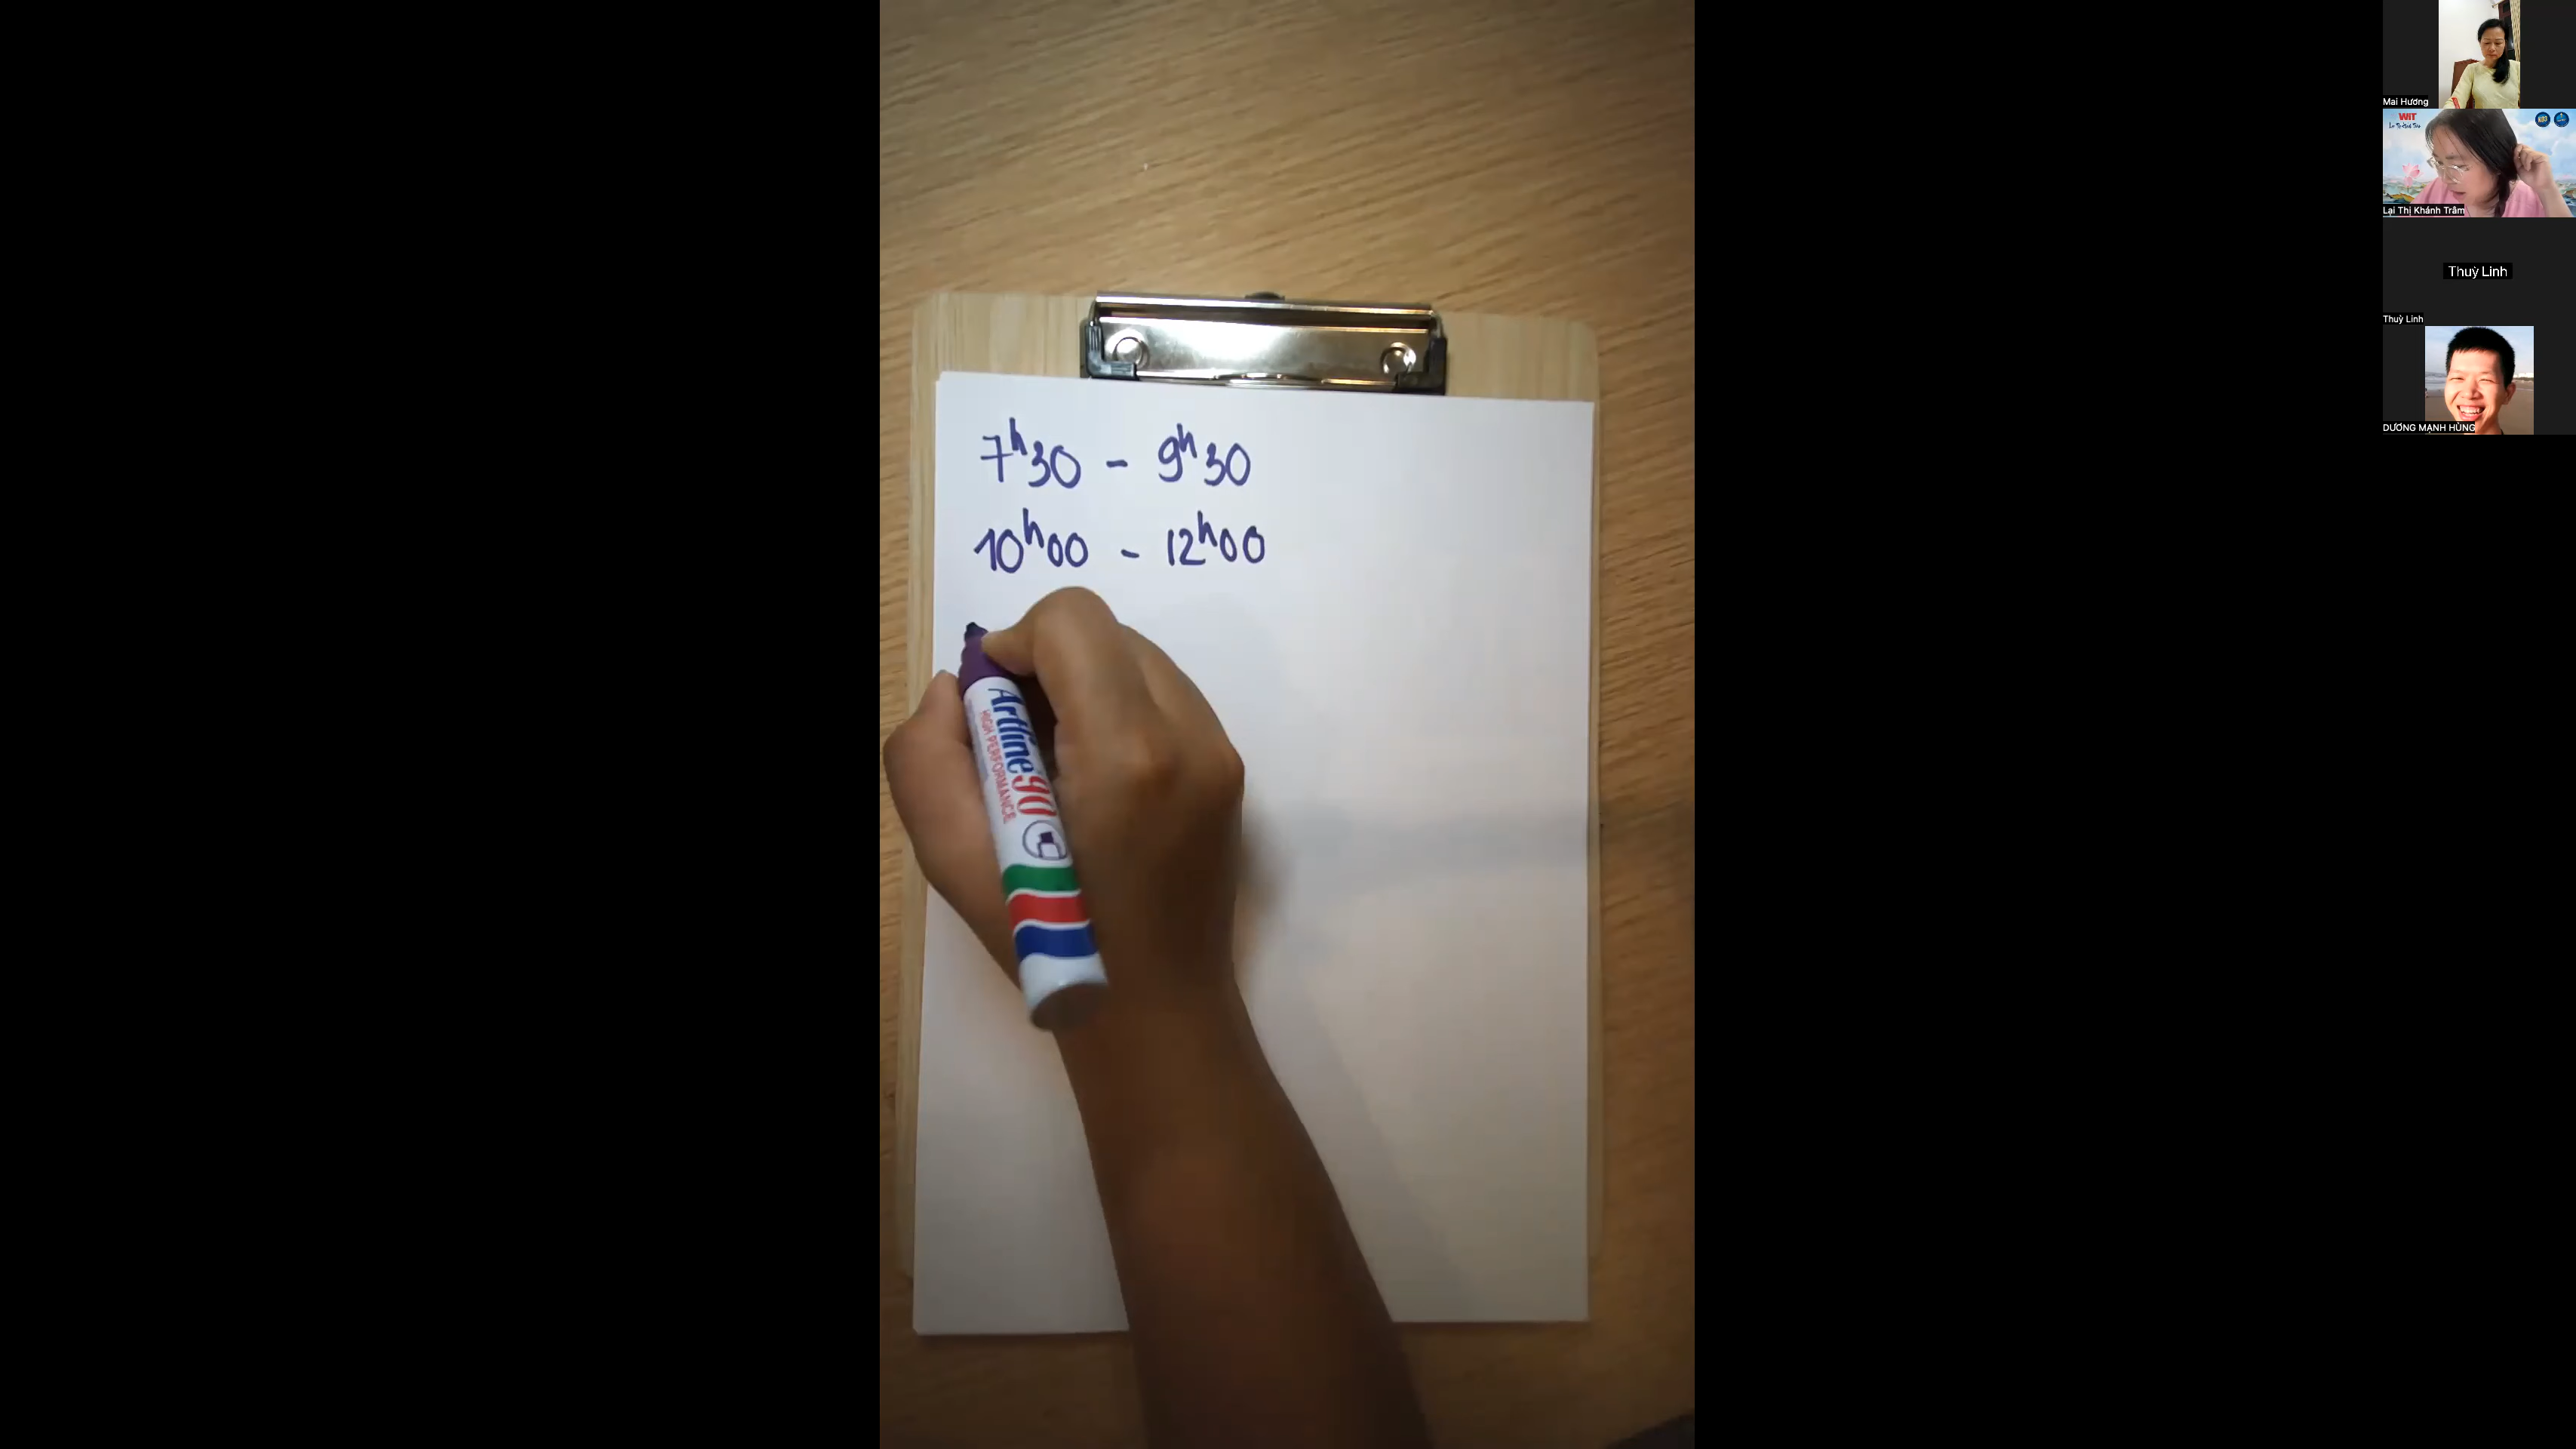 7h30 - 9h30
10h00 - 12h00
Artline 90
HIGH PERFORMANCE
Mai Hương
WIT
Lại Thị Khánh Trâm
Thuỳ Linh
Thuỳ Linh
DƯƠNG MẠNH HÙNG